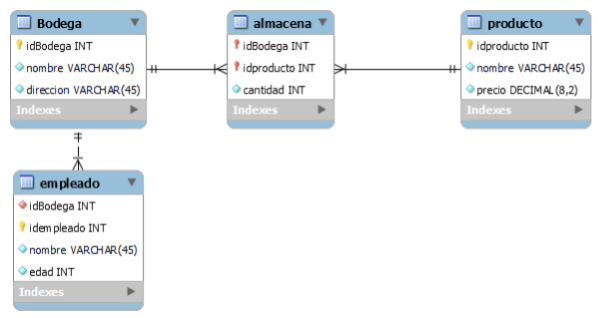 Bodega
idBodega INT
nombre VARCHAR(45)
direccion VARCHAR(45)
Indexes
almacena
idBodega INT
idproducto INT
cantidad INT
Indexes
producto
idproducto INT
nombre VARCHAR(45)
precio DECIMAL(8,2)
Indexes
empleado
idBodega INT
idempleado INT
nombre VARCHAR(45)
edad INT
Indexes